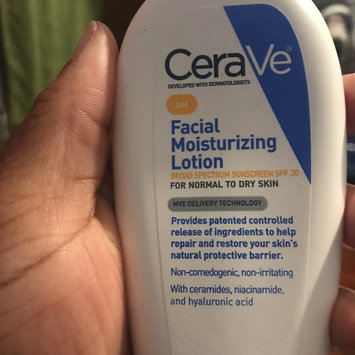 CeraVe®
DEVELOPED WITH DERMATOLOGISTS
AM
Facial
Moisturizing
Lotion
BROAD SPECTRUM SUNSCREEN SPF 30
FOR NORMAL TO DRY SKIN
MVE DELIVERY TECHNOLOGY
Provides patented controlled
release of ingredients to help
repair and restore your skin's
natural protective barrier.
Non-comedogenic, non-irritating
With ceramides, niacinamide,
and hyaluronic acid